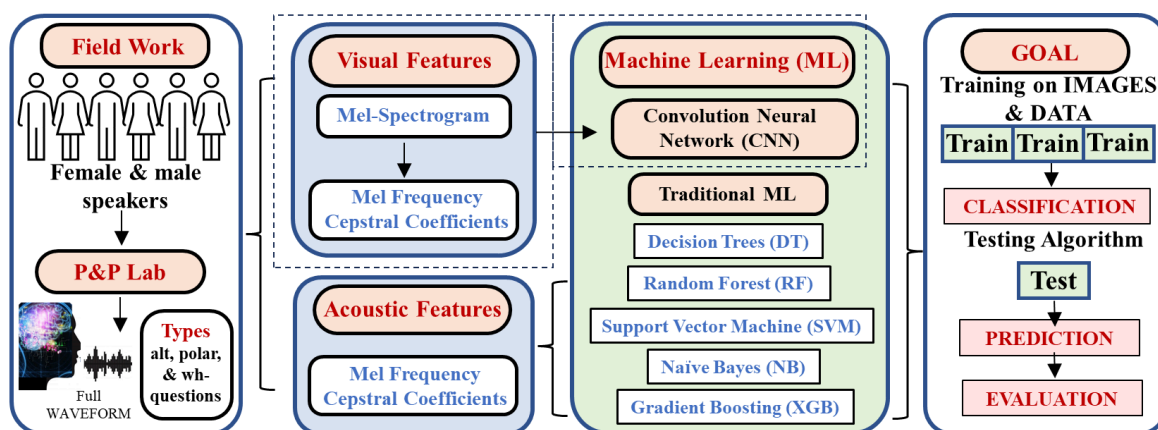 Field Work
Female & male
speakers
P&P Lab
Full
WAVEFORM
Types
alt, polar,
& wh-
questions
Visual Features
Mel-Spectrogram
Mel Frequency
Cepstral Coefficients
Acoustic Features
Mel Frequency
Cepstral Coefficients
Machine Learning (ML)
Convolution Neural
Network (CNN)
Traditional ML
Decision Trees (DT)
Random Forest (RF)
Support Vector Machine (SVM)
Naïve Bayes (NB)
Gradient Boosting (XGB)
GOAL
Training on IMAGES
& DATA
Train Train Train
CLASSIFICATION
Testing Algorithm
Test
PREDICTION
EVALUATION